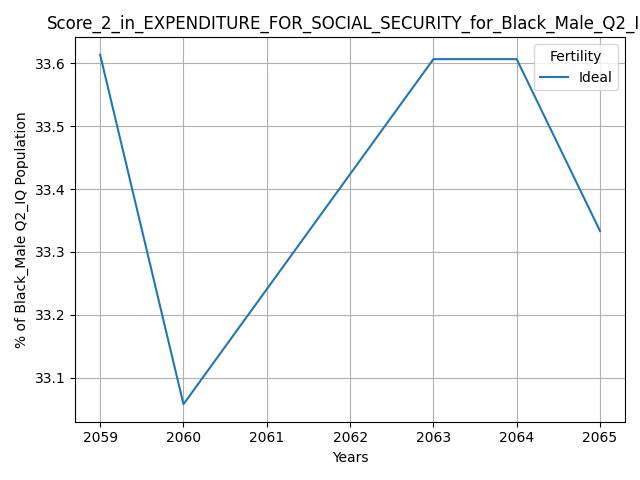 Score_2_in_EXPENDITURE_FOR_SOCIAL_SECURITY_for_Black_Male_Q2_I
Fertility
Ideal
% of Black_Male Q2_IQ Population
33.6
33.5
33.4
33.3
33.2
33.1
2059 2060 2061 2062 2063 2064 2065
Years